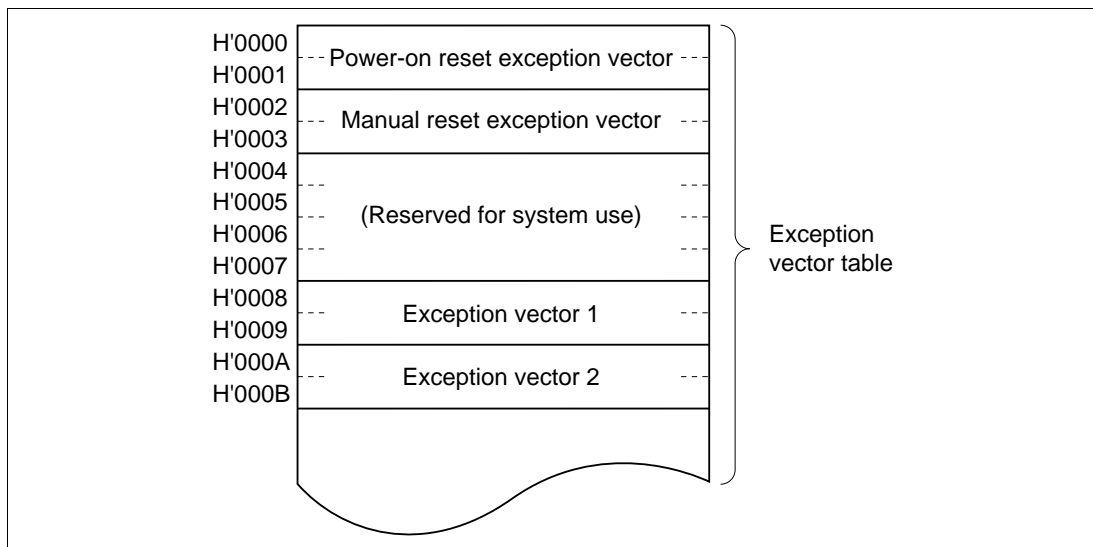 H'0000
H'0001
H'0002
H'0003
H'0004
H'0005
H'0006
H'0007
H'0008
H'0009
H'000A
H'000B
Power-on reset exception vector
Manual reset exception vector
(Reserved for system use)
Exception vector 1
Exception vector 2
Exception
vector table